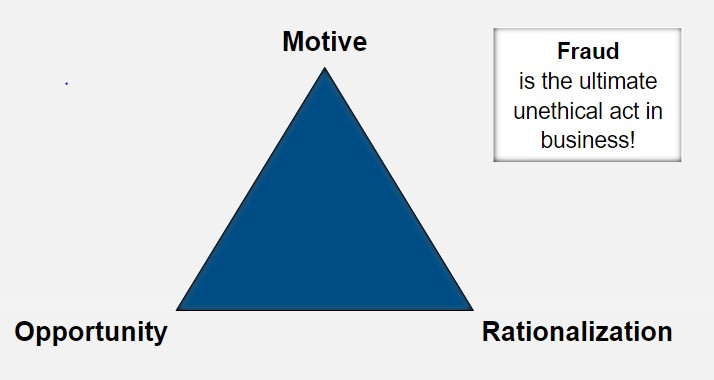 Motive
Fraud
is the ultimate
unethical act in
business!
Opportunity
Rationalization